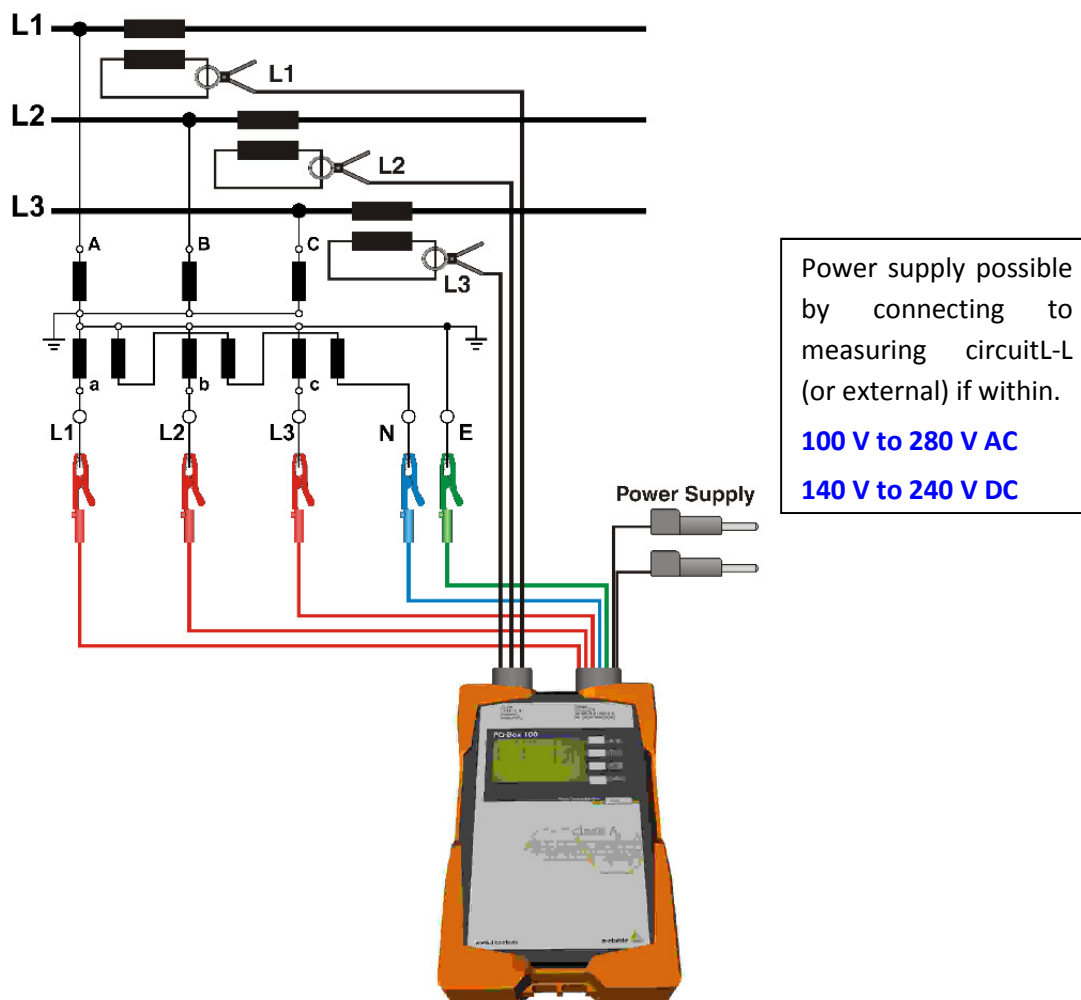 L1
L1
L2
L2
L3
A
B
C
L3
a
b
c
L1
L2
L3
N
E
Power Supply
Power supply possible
by connecting to
measuring circuitL-L
(or external) if within.
100 V to 280 V AC
140 V to 240 V DC
PQ-Box 100